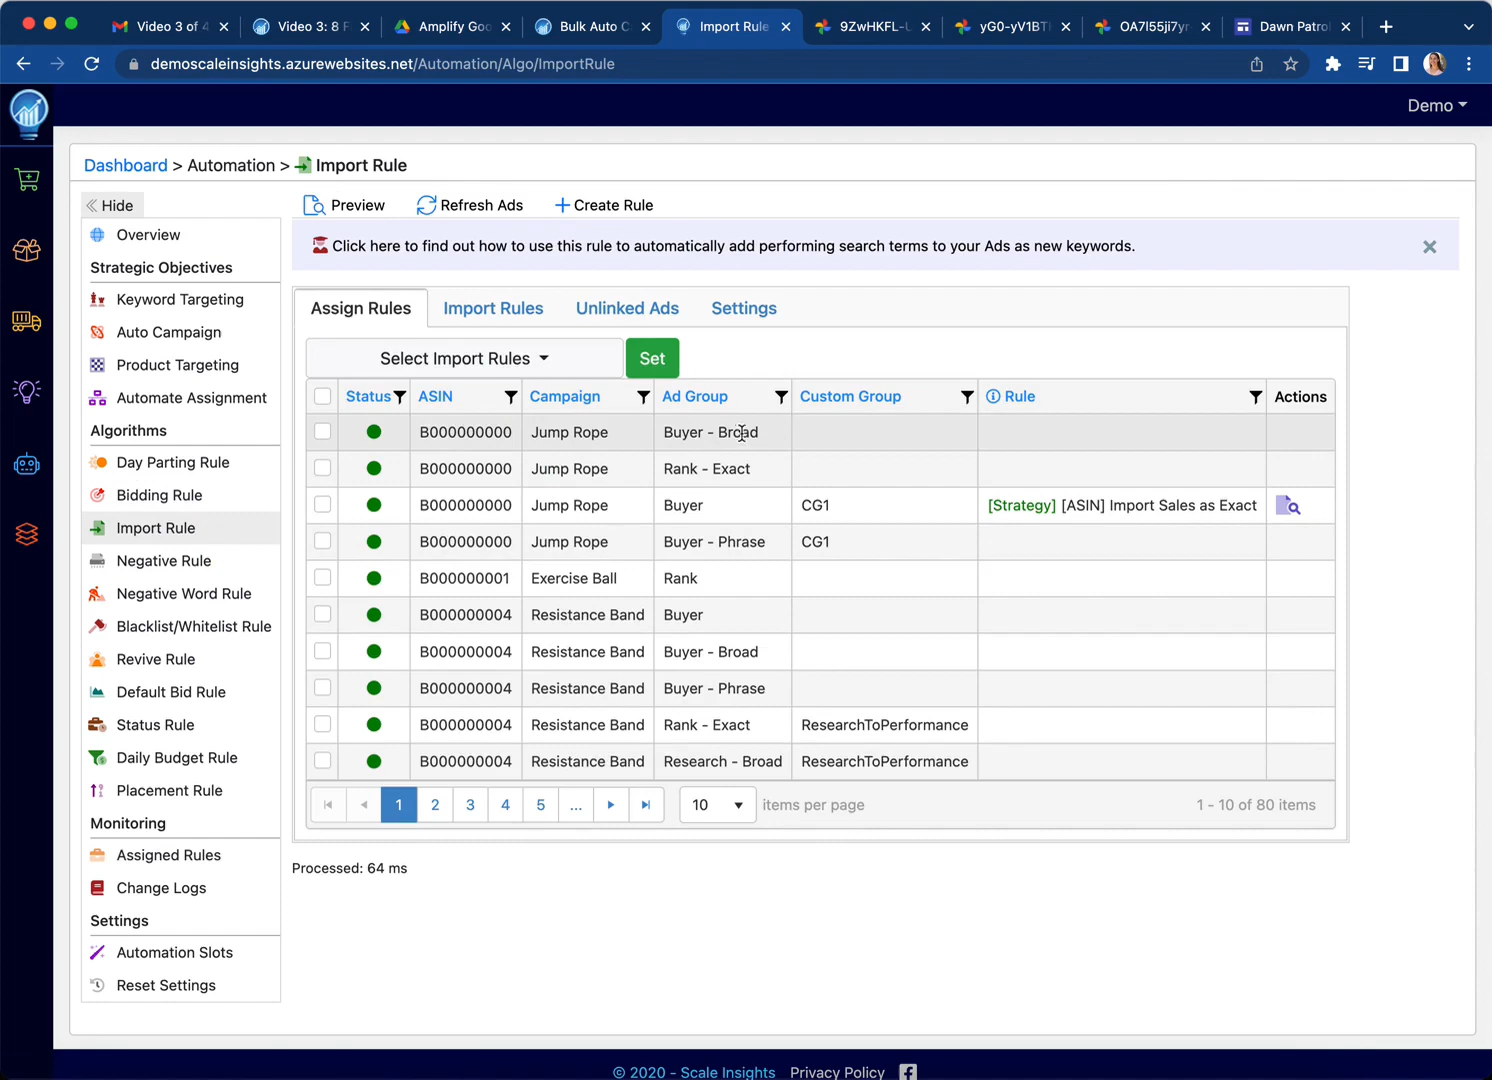 Video 3 of 4
Video 3: 8 F
Amplify Goo
Bulk Auto C
Import Rule
9ZwHKFL-U
yG0-yV1BT
OA7l55ji7yr
Dawn Patrol
demoscaleinsights.azurewebsites.net/Automation/Algo/ImportRule
Demo
Dashboard > Automation > Import Rule
Hide
Overview
Strategic Objectives
Keyword Targeting
Auto Campaign
Product Targeting
Automate Assignment
Algorithms
Day Parting Rule
Bidding Rule
Import Rule
Negative Rule
Negative Word Rule
Blacklist/Whitelist Rule
Revive Rule
Default Bid Rule
Status Rule
Daily Budget Rule
Placement Rule
Monitoring
Assigned Rules
Change Logs
Settings
Automation Slots
Reset Settings
Preview Refresh Ads Create Rule
Click here to find out how to use this rule to automatically add performing search terms to your Ads as new keywords.
Assign Rules Import Rules Unlinked Ads Settings
Select Import Rules Set
Status ASIN Campaign Ad Group Custom Group Rule Actions
B000000000 Jump Rope Buyer - Broad
B000000000 Jump Rope Rank - Exact
B000000000 Jump Rope Buyer CG1 [Strategy] [ASIN] Import Sales as Exact
B000000000 Jump Rope Buyer - Phrase CG1
B000000001 Exercise Ball Rank
B000000004 Resistance Band Buyer
B000000004 Resistance Band Buyer - Broad
B000000004 Resistance Band Buyer - Phrase
B000000004 Resistance Band Rank - Exact ResearchToPerformance
B000000004 Resistance Band Research - Broad ResearchToPerformance
1 2 3 4 5 ... 10 items per page 1 - 10 of 80 items
Processed: 64 ms
© 2020 - Scale Insights Privacy Policy